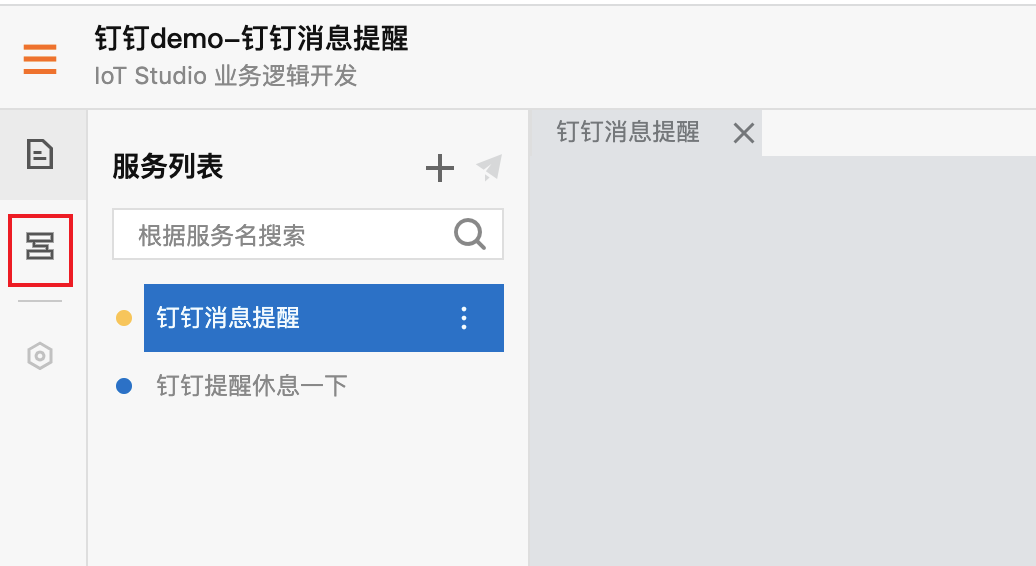 钉钉demo-钉钉消息提醒
IoT Studio 业务逻辑开发
服务列表
钉钉消息提醒
根据服务名搜索
钉钉消息提醒
钉钉提醒休息一下